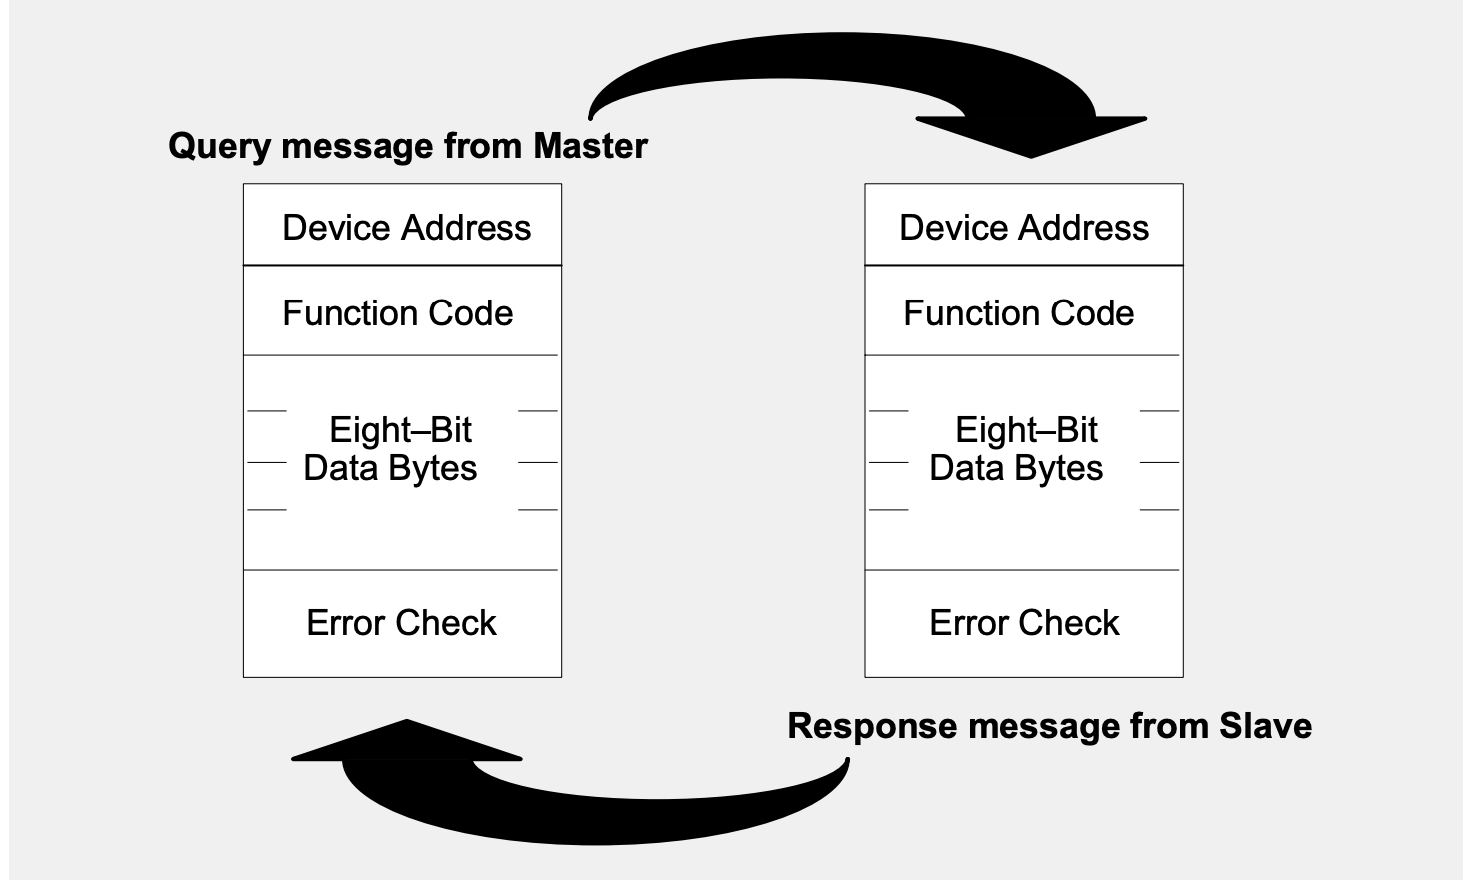 Query message from Master
Device Address
Function Code
Eight–Bit
Data Bytes
Error Check
Device Address
Function Code
Eight–Bit
Data Bytes
Error Check
Response message from Slave